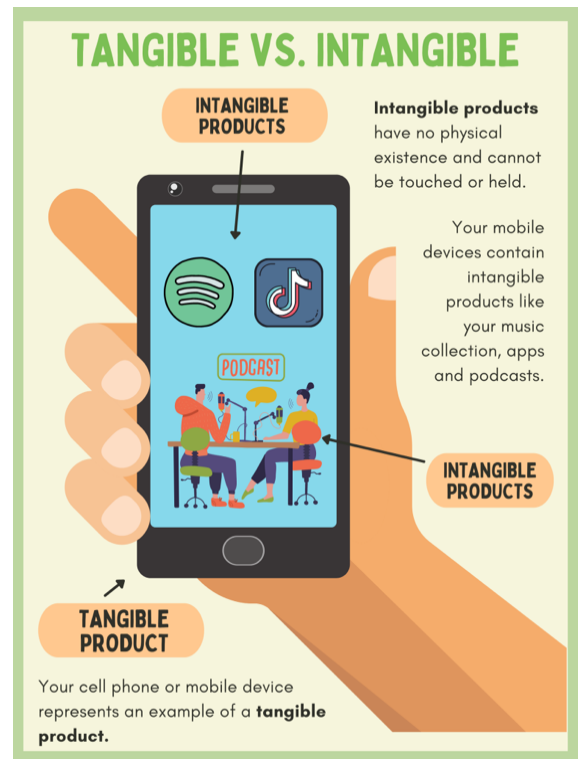 TANGIBLE VS. INTANGIBLE
INTANGIBLE
PRODUCTS
Intangible products
have no physical
existence and cannot
be touched or held.
Your mobile
devices contain
intangible
products like
your music
collection, apps
and podcasts.
PODCAST
INTANGIBLE
PRODUCTS
TANGIBLE
PRODUCT
Your cell phone or mobile device
represents an example of a tangible
product.